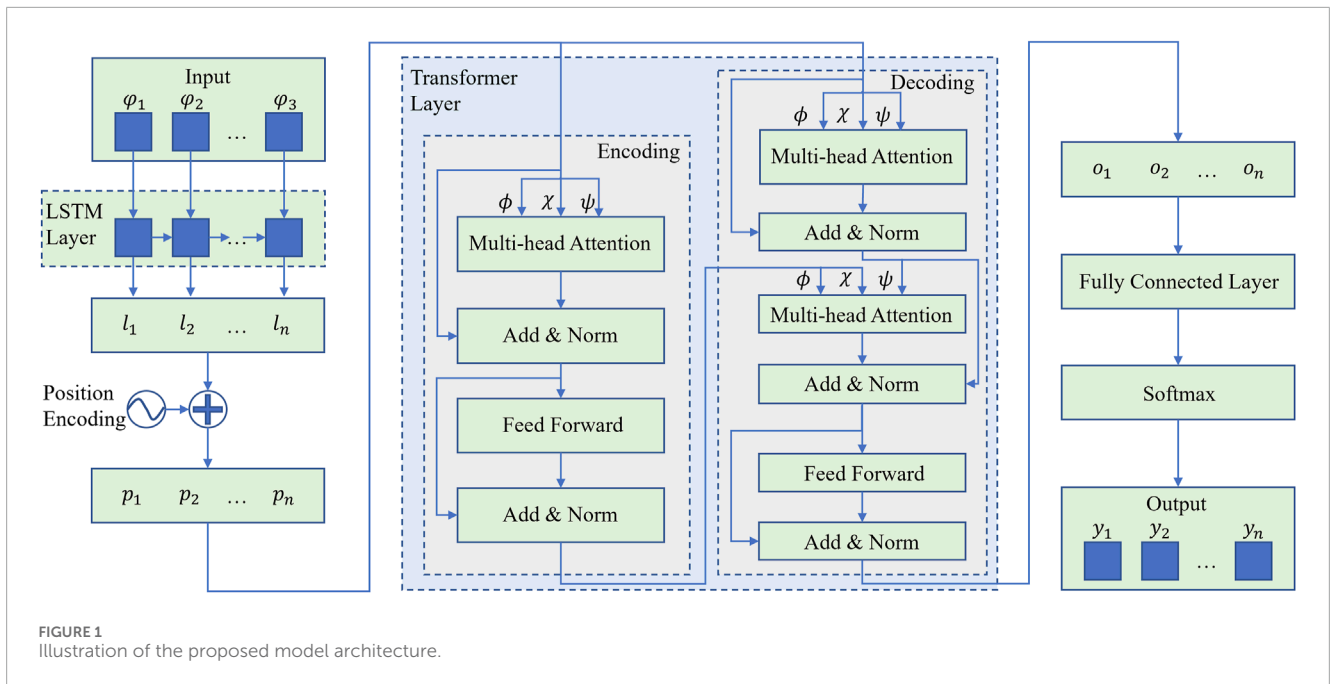 Input
φ1 φ2 φ3
…
LSTM
Layer
…
l1 l2 … ln
Position
Encoding
p1 p2 … pn
Transformer
Layer
Encoding
ϕ χ ψ
Multi-head Attention
Add & Norm
Feed Forward
Add & Norm
Decoding
ϕ χ ψ
Multi-head Attention
Add & Norm
ϕ χ ψ
Multi-head Attention
Add & Norm
Feed Forward
Add & Norm
o1 o2 … on
Fully Connected Layer
Softmax
Output
y1 y2 yn
…
FIGURE 1
Illustration of the proposed model architecture.